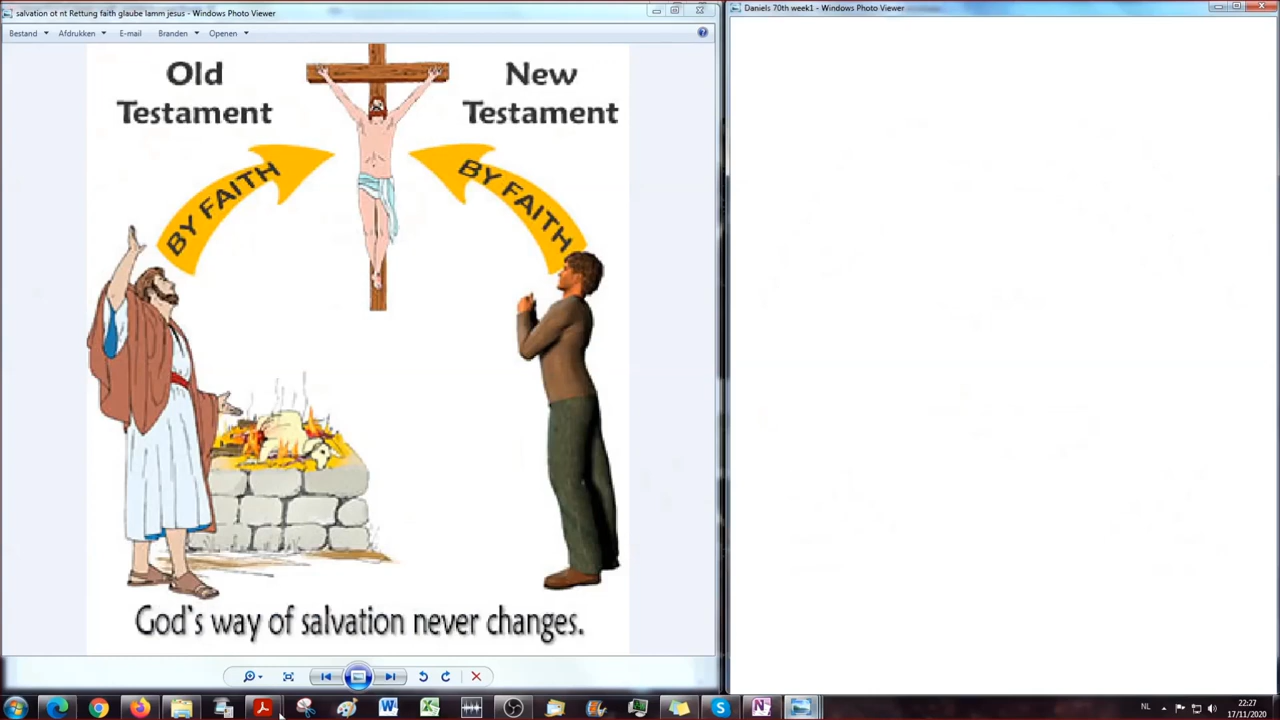 salvation ot nt Rettung faith glaube lamm jesus - Windows Photo Viewer
Daniels 70th week1 - Windows Photo Viewer
Bestand Afdrukken E-mail Branden Openen
Old
Testament
New
Testament
BY FAITH
BY FAITH
God's way of salvation never changes.
NL
22:27
17/11/2020